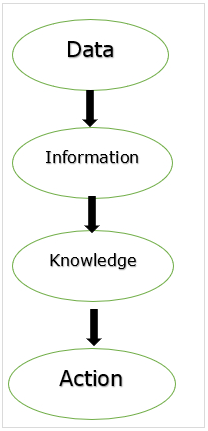 Data
Information
Knowledge
Action